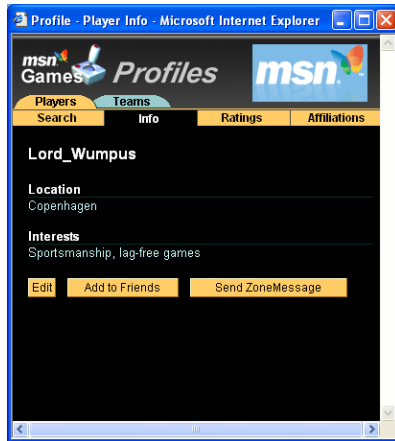 Profile - Player Info - Microsoft Internet Explorer
msn
Games Profiles msn
Players Teams
Search Info Ratings Affiliations
Lord_Wumpus
Location
Copenhagen
Interests
Sportsmanship, lag-free games
Edit Add to Friends Send ZoneMessage